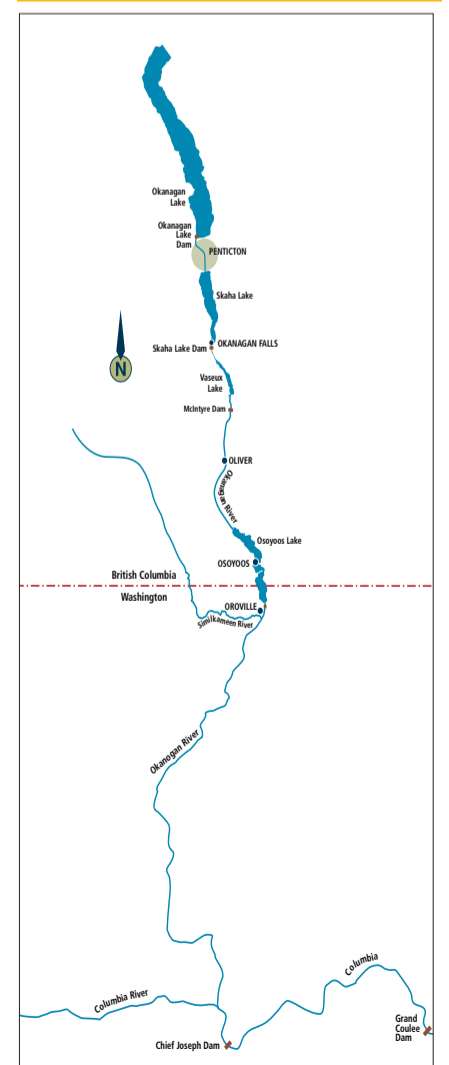 Okanagan
Lake
Okanagan
Lake
Dam
PENTICTON
Skaha Lake
OKANAGAN FALLS
Skaha Lake Dam
N
Vaseux
Lake
McIntyre Dam
OLIVER
Okanagan River
Osoyoos Lake
OSOYOOS
British Columbia
Washington
OROVILLE
Similkameen River
Okanogan River
Columbia
Columbia River
Grand
Coulee
Dam
Chief Joseph Dam